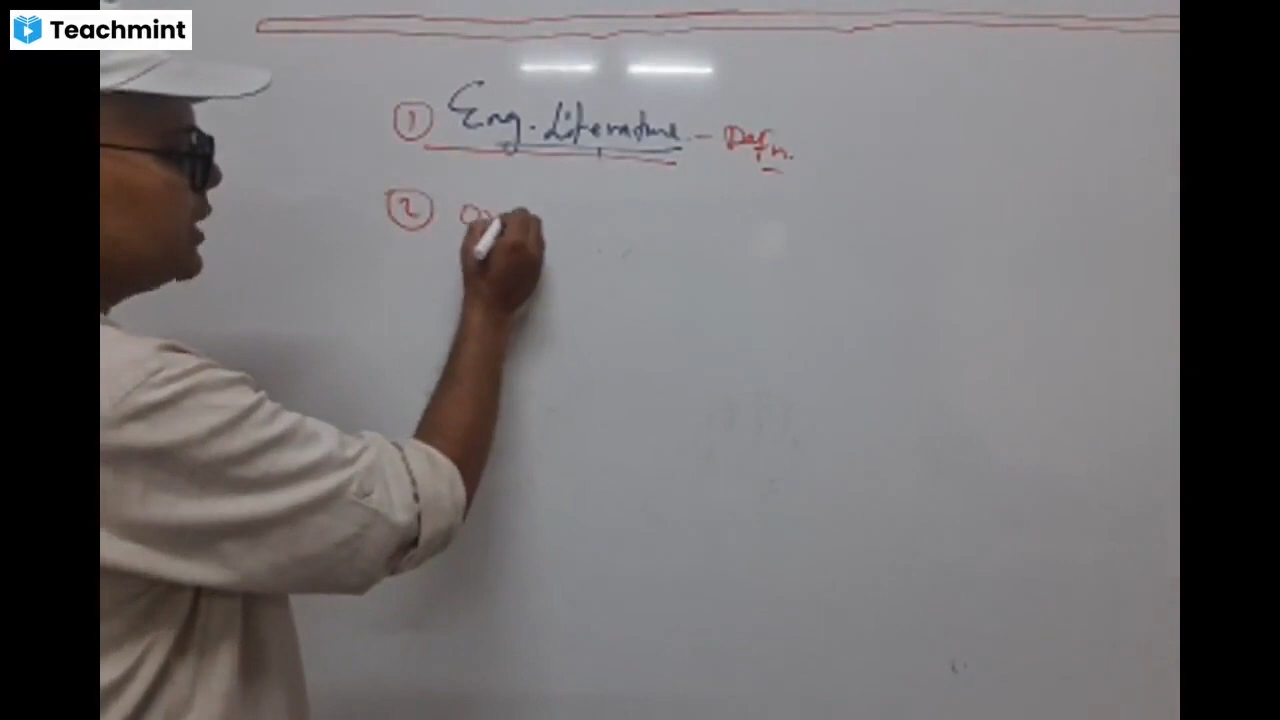 Teachmint
① Eng. Literature - Defn.
②